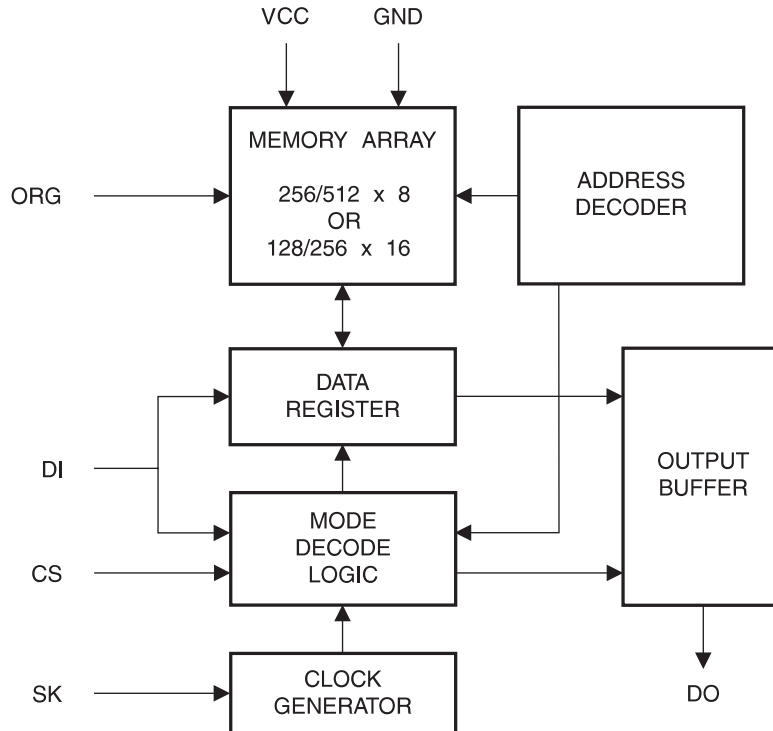 VCC
GND
MEMORY ARRAY
256/512 x 8
OR
128/256 x 16
ORG
ADDRESS
DECODER
DATA
REGISTER
DI
OUTPUT
BUFFER
MODE
DECODE
LOGIC
CS
CLOCK
GENERATOR
SK
DO